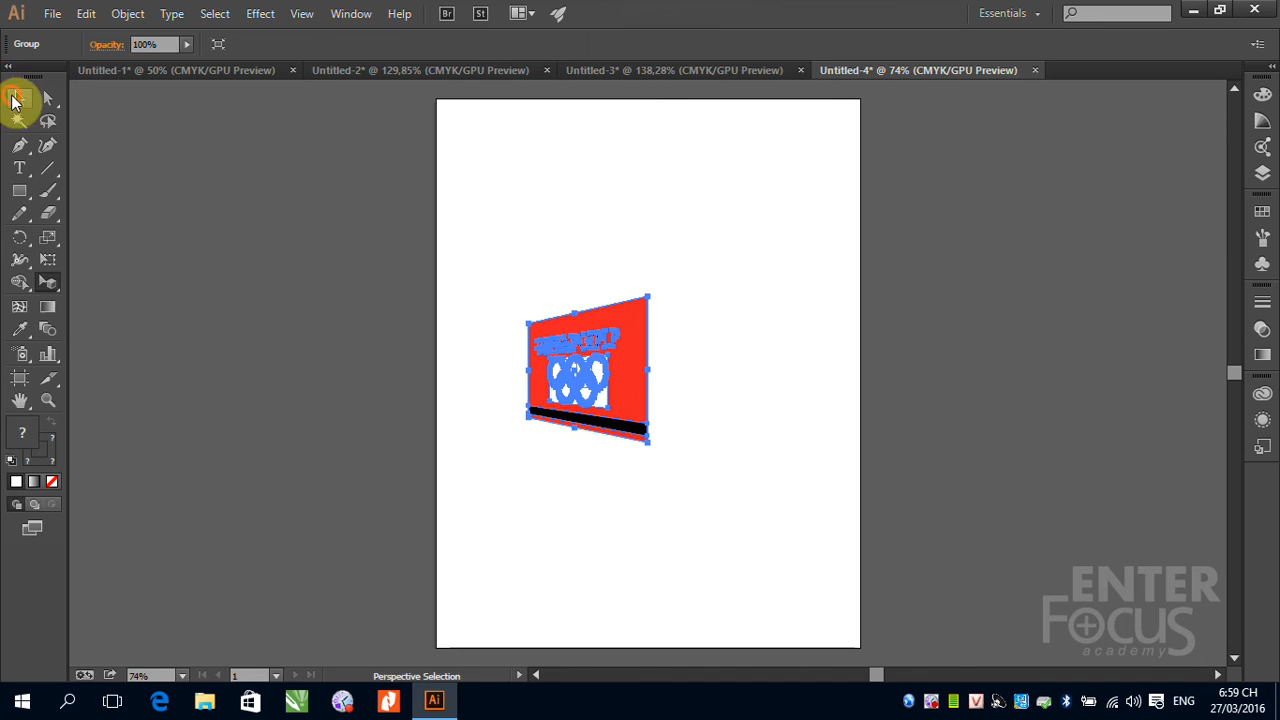 Ai File Edit Object Type Select Effect View Window Help Br St Essentials
Group Opacity: 100%
Untitled-1* @ 50% (CMYK/GPU Preview) Untitled-2* @ 129,85% (CMYK/GPU Preview) Untitled-3* @ 138,28% (CMYK/GPU Preview) Untitled-4* @ 74% (CMYK/GPU Preview)
ENTER
FOCUS
academy
74% 1 Perspective Selection
Ai ENG 6:59 CH
27/03/2016